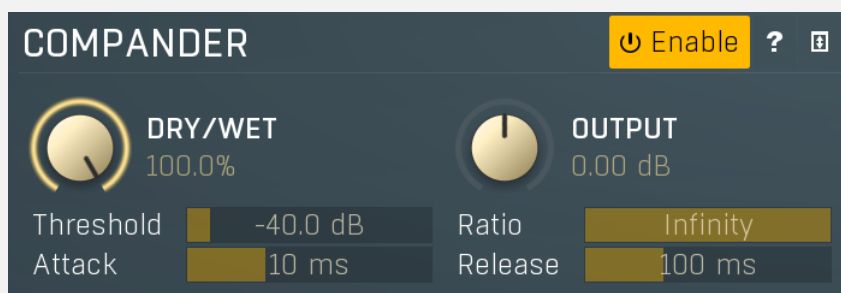 COMPANDER
Enable ?
DRY/WET
100.0%
OUTPUT
0.00 dB
Threshold -40.0 dB
Ratio Infinity
Attack 10 ms
Release 100 ms